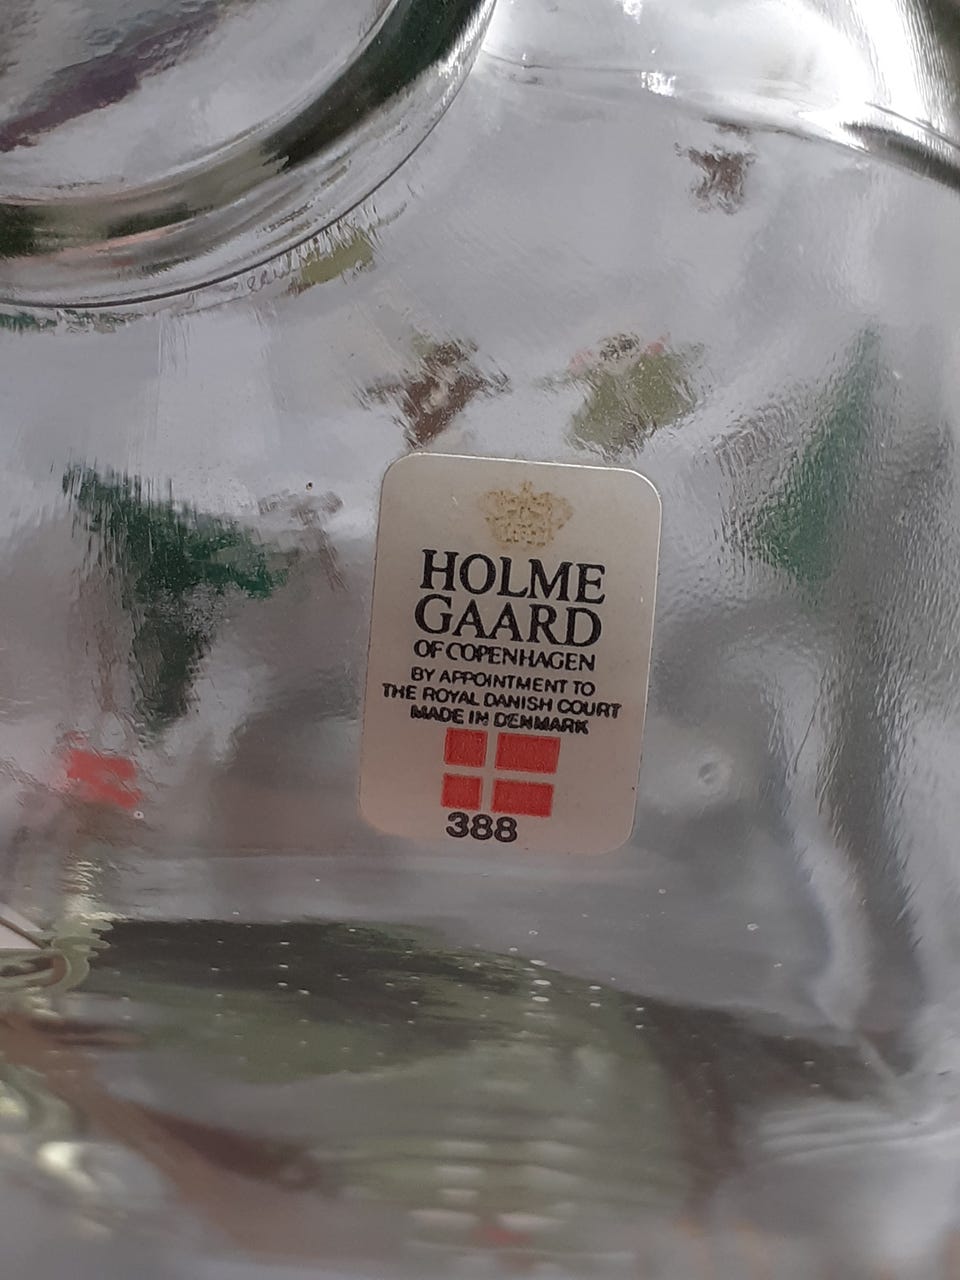 HOLME
GAARD
OF COPENHAGEN
BY APPOINTMENT TO
THE ROYAL DANISH COURT
MADE IN DENMARK
388